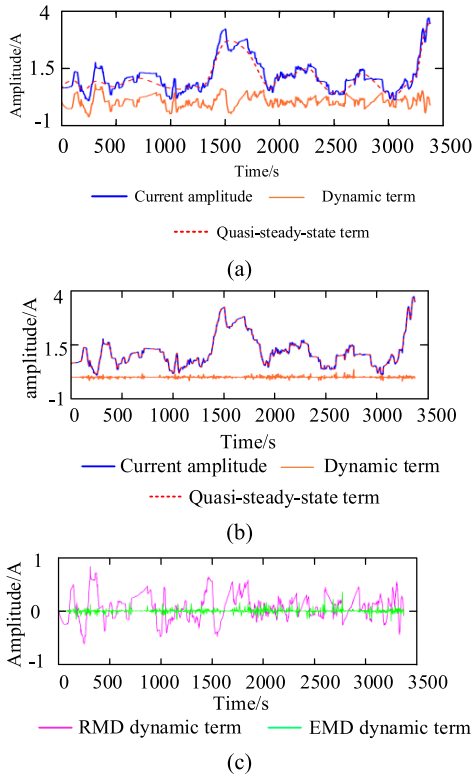 Amplitude/A
4
1.5
-1
0 500 1000 1500 2000 2500 3000 3500
Time/s
Current amplitude Dynamic term
Quasi-steady-state term
(a)
amplitude/A
4
1.5
-1
0 500 1000 1500 2000 2500 3000 3500
Time/s
Current amplitude Dynamic term
Quasi-steady-state term
(b)
Amplitude/A
1
0
-1
0 500 1000 1500 2000 2500 3000 3500
Time/s
RMD dynamic term EMD dynamic term
(c)